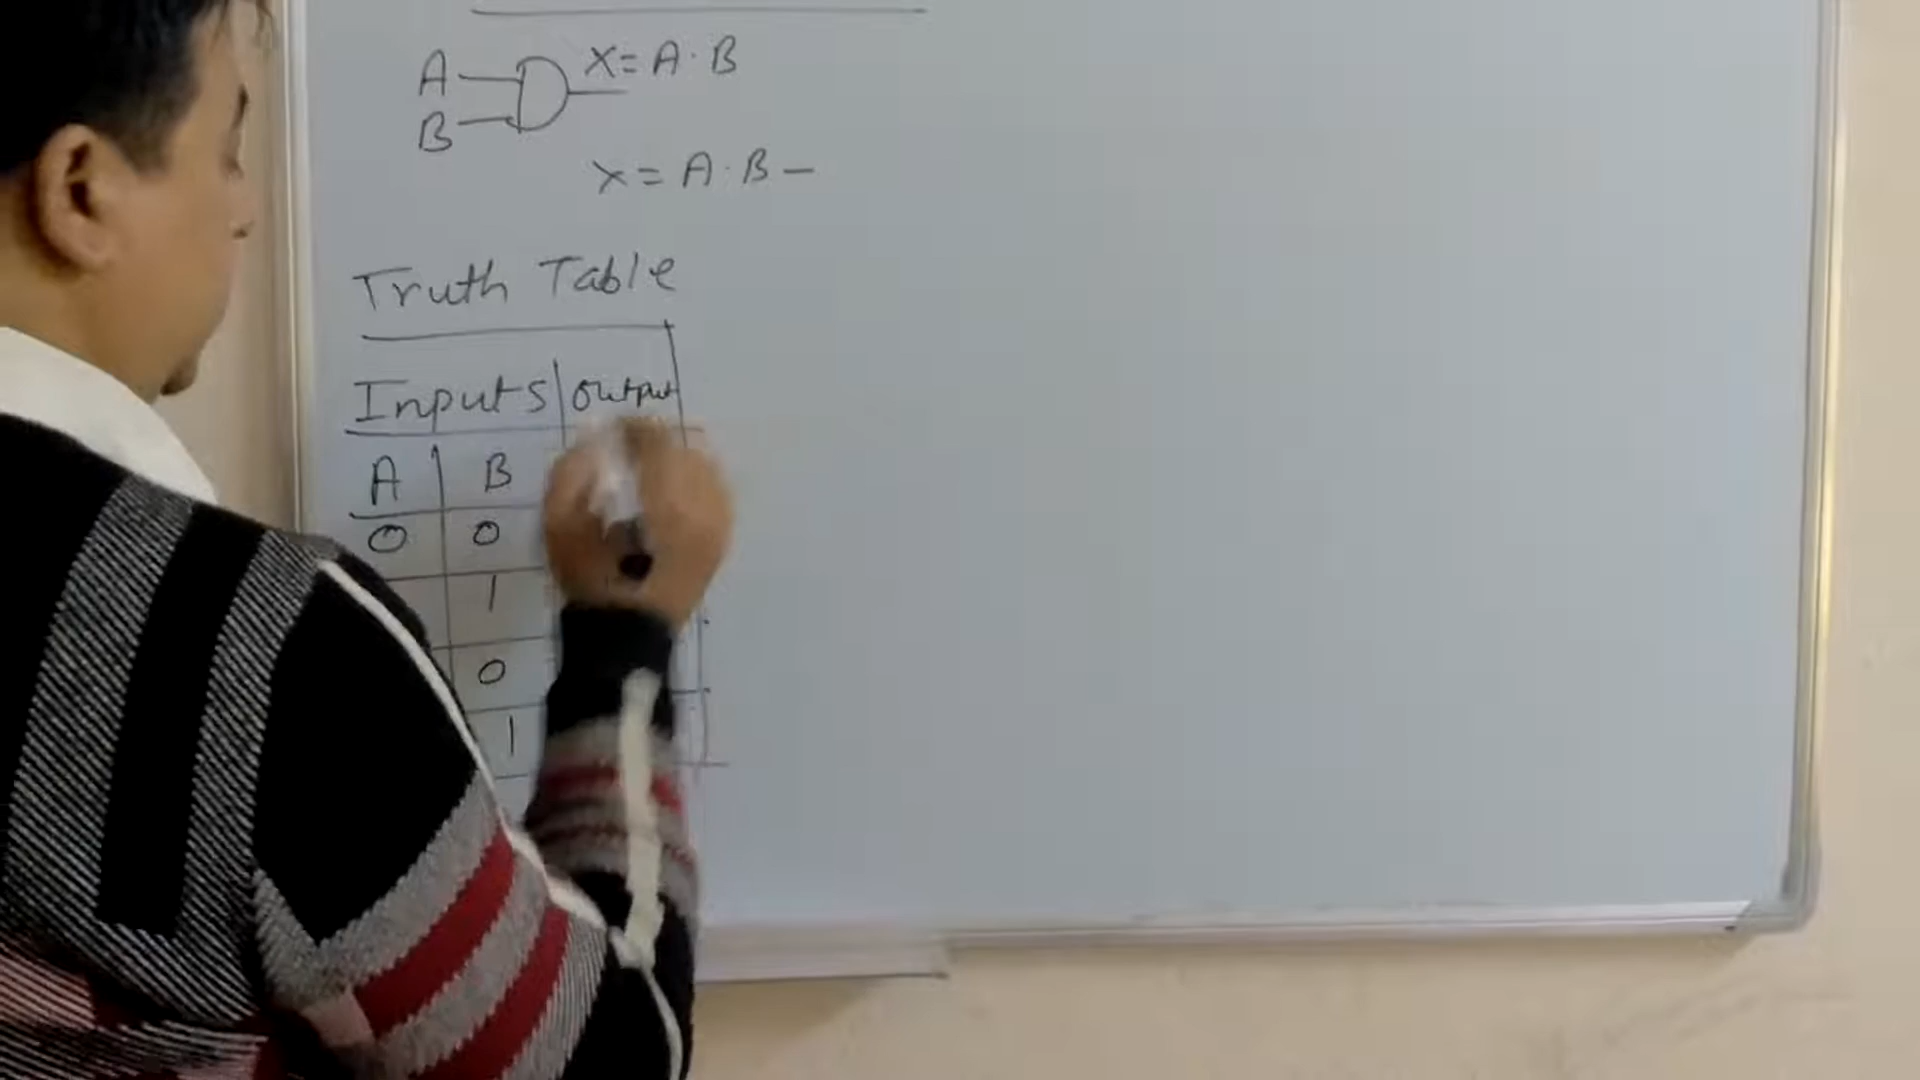 A
X = A · B
B
X = A · B –
Truth Table
Inputs output
A B
0 0
1
0
1